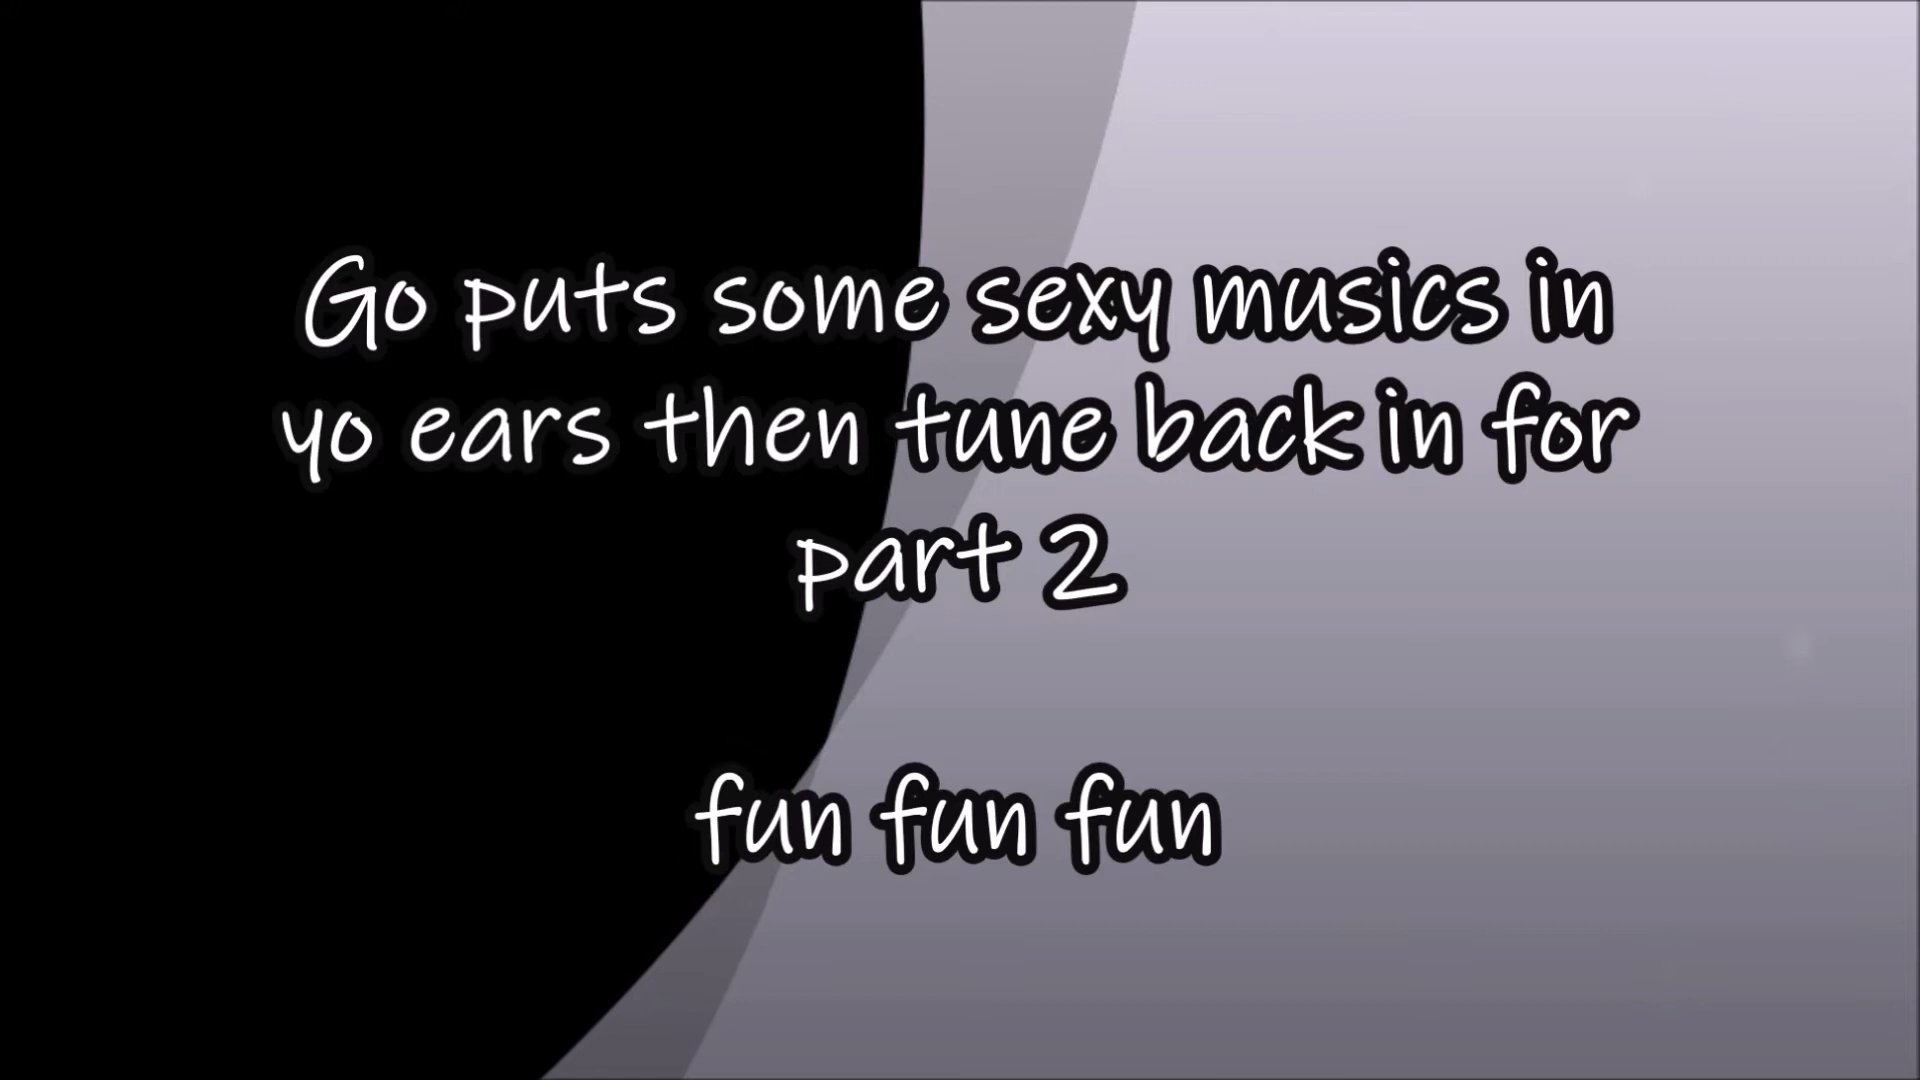 Go puts some sexy musics in
yo ears then tune back in for
part 2
fun fun fun